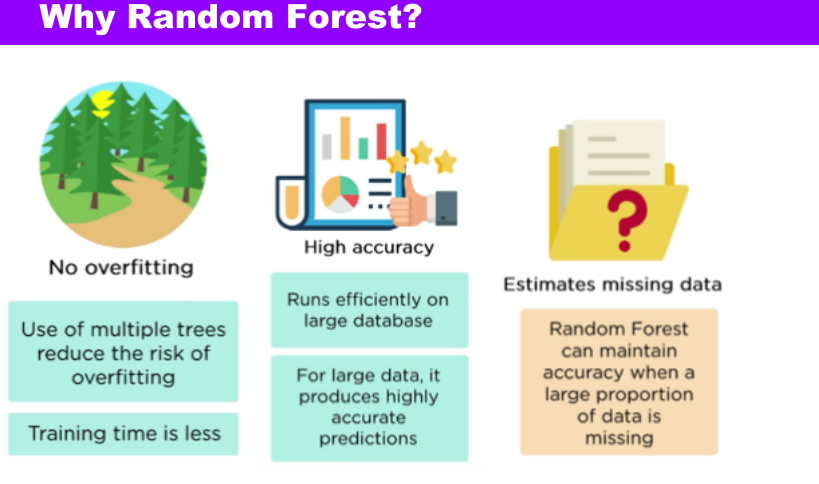 Why Random Forest?
No overfitting
Use of multiple trees
reduce the risk of
overfitting
Training time is less
High accuracy
Runs efficiently on
large database
For large data, it
produces highly
accurate
predictions
Estimates missing data
Random Forest
can maintain
accuracy when a
large proportion
of data is
missing